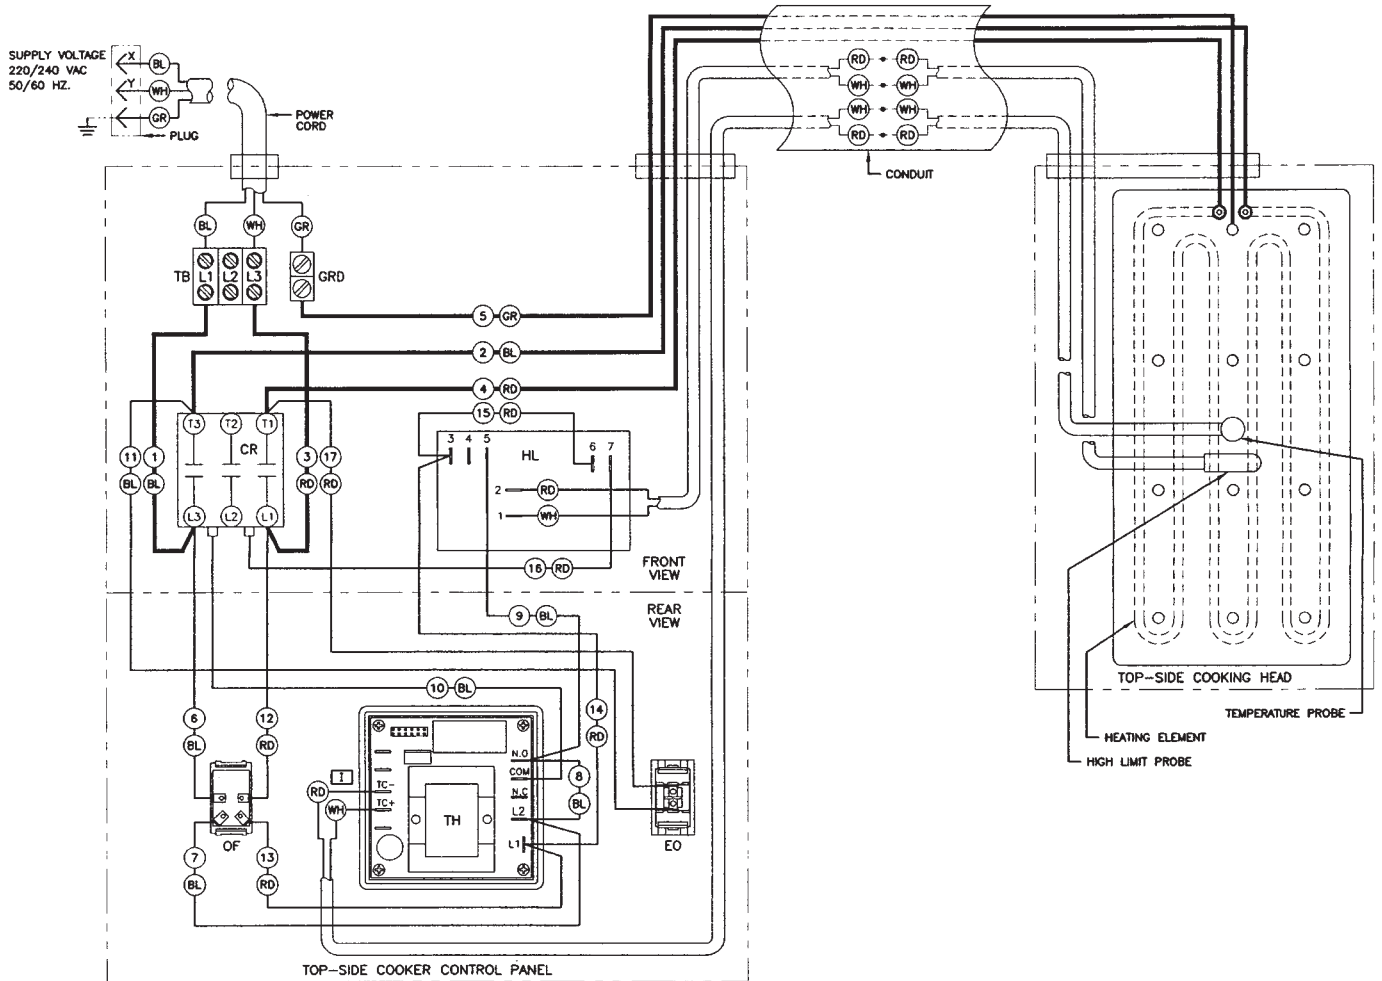 SUPPLY VOLTAGE
220/240 VAC
50/60 HZ.
X
BL
Y
WH
GR
PLUG
POWER
CORD
RD RD
WH WH
WH WH
RD RD
CONDUIT
BL
WH
GR
TB
L1 L2 L3
GRD
5 GR
2 BL
4 RD
15 RD
T3 T2 T1
CR
11 1 3 17
BL BL RD RD
L3 L2 L1
3 4 5
HL
6 7
2 RD
1 WH
16 RD
FRONT
VIEW
REAR
VIEW
9 BL
10 BL
6
BL
12
RD
14
RD
OF
7
BL
13
RD
I
RD
WH
TC-
TC+
TH
N.O
COM
N.C
L2
L1
8
BL
EO
TOP-SIDE COOKER CONTROL PANEL
TOP-SIDE COOKING HEAD
TEMPERATURE PROBE
HEATING ELEMENT
HIGH LIMIT PROBE